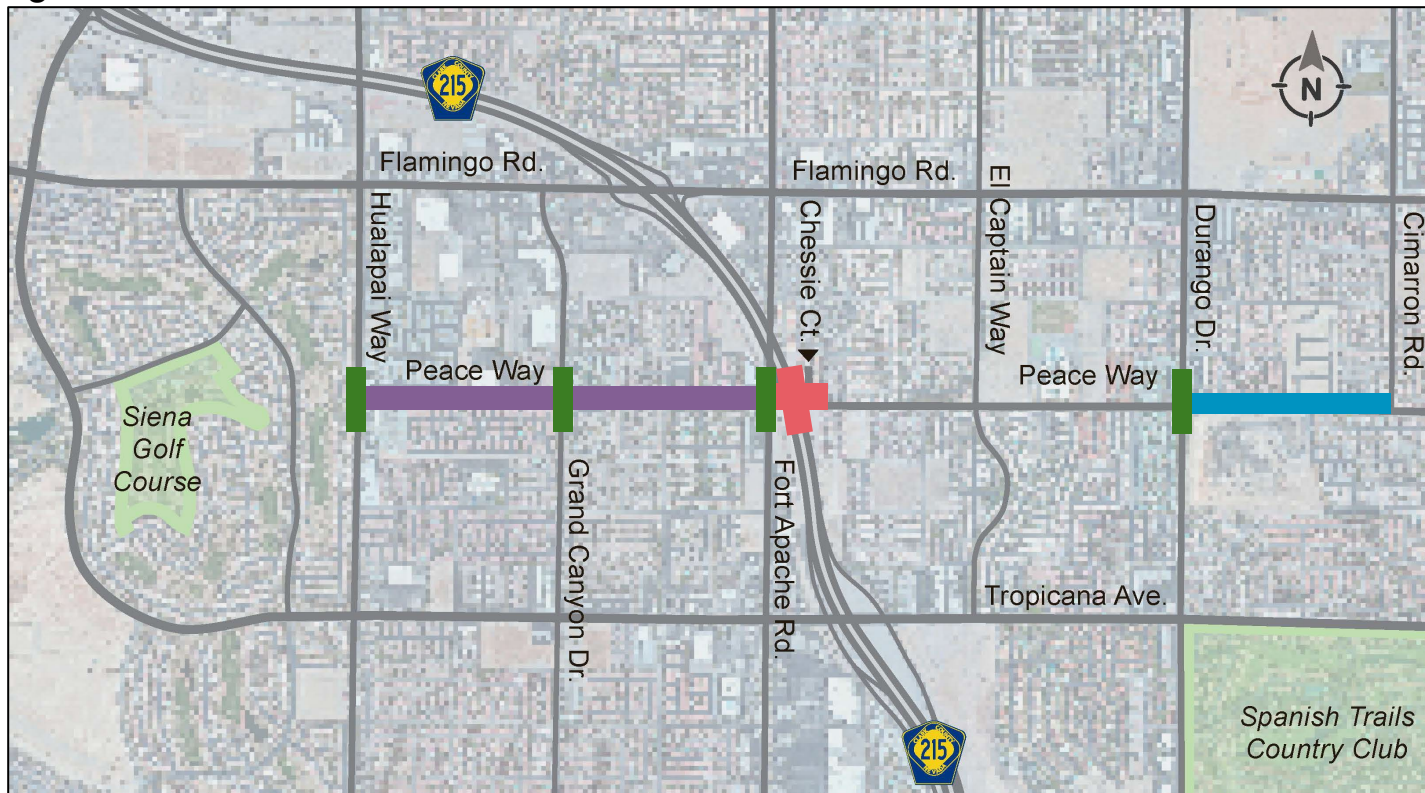 215
N
Flamingo Rd.
Flamingo Rd.
Hualapai Way
Chessie Ct.
El Captain Way
Durango Dr.
Cimarron Rd.
Peace Way
Peace Way
Siena
Golf
Course
Grand Canyon Dr.
Fort Apache Rd.
Tropicana Ave.
215
Spanish Trails
Country Club